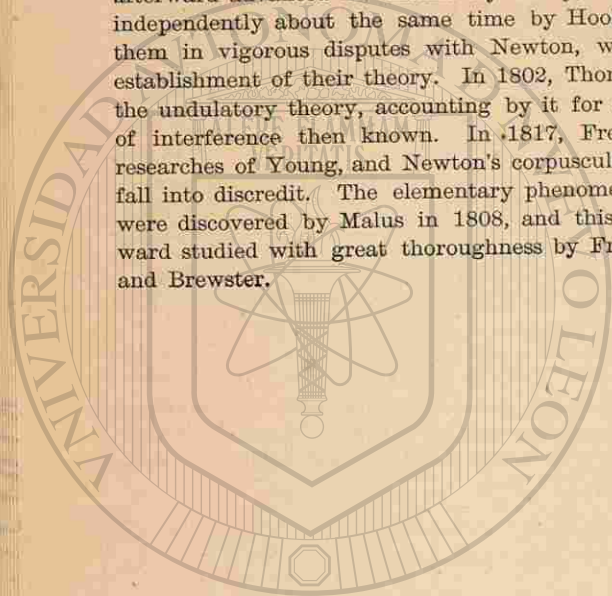 independently about the same time by Hoo
them in vigorous disputes with Newton, w
establishment of their theory. In 1802, Thor
the undulatory theory, accounting by it for
of interference then known. In 1817, Fre
researches of Young, and Newton's corpuscul
fall into discredit. The elementary phenome
were discovered by Malus in 1808, and this
ward studied with great thoroughness by Fr
and Brewster.